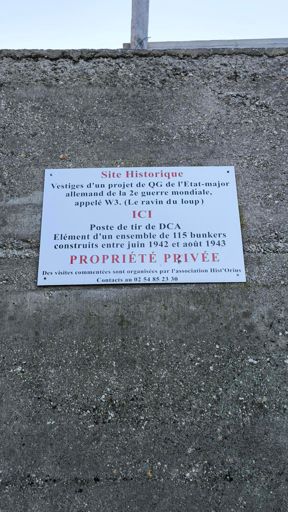 Site Historique
Vestiges d'un projet de QG de l'Etat-major
allemand de la 2e guerre mondiale,
appelé W3. (Le ravin du loup)
ICI
Poste de tir de DCA
Elément d'un ensemble de 115 bunkers
construits entre juin 1942 et août 1943
PROPRIÉTÉ PRIVÉE
Des visites commentées sont organisées par l'association Hist'Orius
Contacts au 02 54 85 23 30